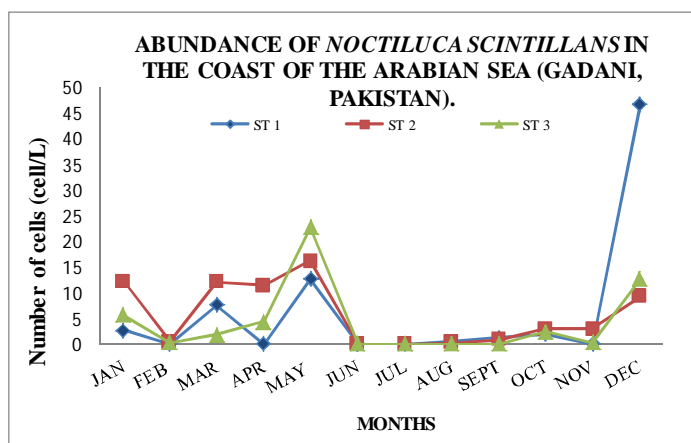 ABUNDANCE OF NOCTILUCA SCINTILLANS IN
THE COAST OF THE ARABIAN SEA (GADANI,
PAKISTAN).
ST 1 ST 2 ST 3
Number of cells (cell/L)
50
45
40
35
30
25
20
15
10
5
0
JAN FEB MAR APR MAY JUN JUL AUG SEPT OCT NOV DEC
MONTHS